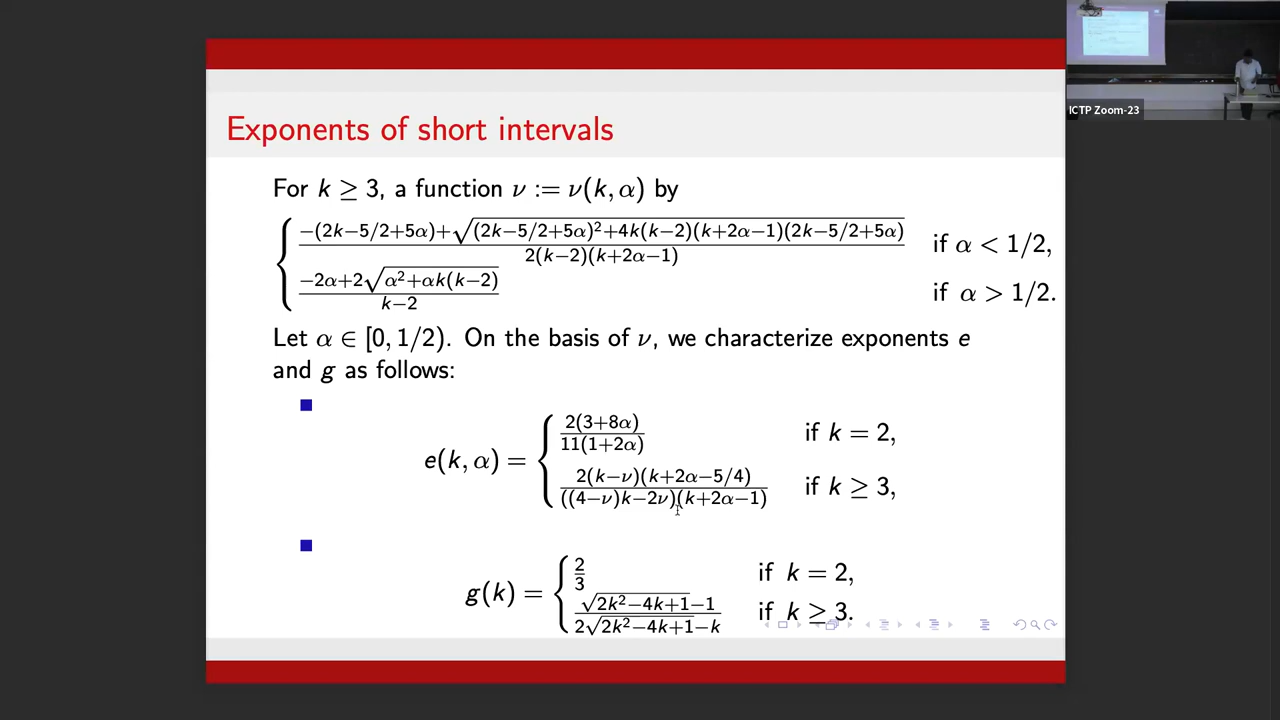 ICTP Zoom-23
Exponents of short intervals
For k ≥ 3, a function ν := ν(k, α) by
{ (−(2k−5/2+5α)+√((2k−5/2+5α)²+4k(k−2)(k+2α−1)(2k−5/2+5α))) / (2(k−2)(k+2α−1)) if α < 1/2,
(−2α+2√(α²+αk(k−2))) / (k−2) if α > 1/2.
Let α ∈ [0, 1/2). On the basis of ν, we characterize exponents e
and g as follows:
e(k, α) = { 2(3+8α) / 11(1+2α) if k = 2,
2(k−ν)(k+2α−5/4) / ((4−ν)k−2ν)(k+2α−1) if k ≥ 3,
g(k) = { 2/3 if k = 2,
(√(2k²−4k+1)−1) / (2√(2k²−4k+1)−k) if k ≥ 3.